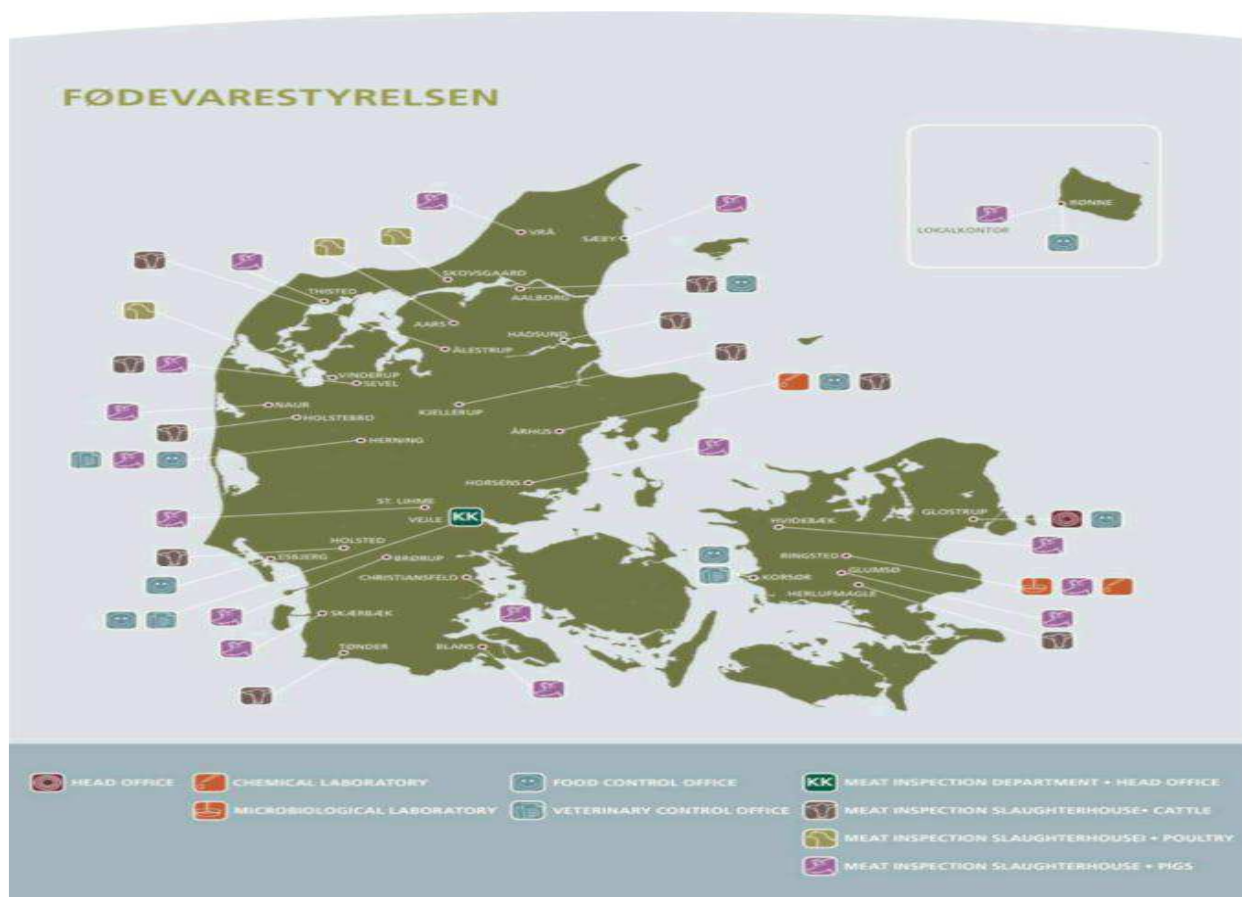 FØDEVARESTYRELSEN
VRÅ
SÆBY
RØNNE
LOKALKONTOR
SKOVSGAARD
THISTED
AALBORG
AARS
HADSUND
ÅLESTRUP
VINDERUP
SEVEL
NAUR
KJELLERUP
HOLSTEBRO
ÅRHUS
HERNING
HORSENS
ST. LIHME
VEJLE
KK
GLOSTRUP
HVIDEBÆK
HOLSTED
ESBJERG
BRØRUP
RINGSTED
GLUMSØ
CHRISTIANSFELD
KORSØR
HERLUFMAGLE
SKÆRBÆK
TØNDER
BLANS
HEAD OFFICE
CHEMICAL LABORATORY
FOOD CONTROL OFFICE
KK MEAT INSPECTION DEPARTMENT • HEAD OFFICE
MICROBIOLOGICAL LABORATORY
VETERINARY CONTROL OFFICE
MEAT INSPECTION SLAUGHTERHOUSE• CATTLE
MEAT INSPECTION SLAUGHTERHOUSEI • POULTRY
MEAT INSPECTION SLAUGHTERHOUSE • PIGS